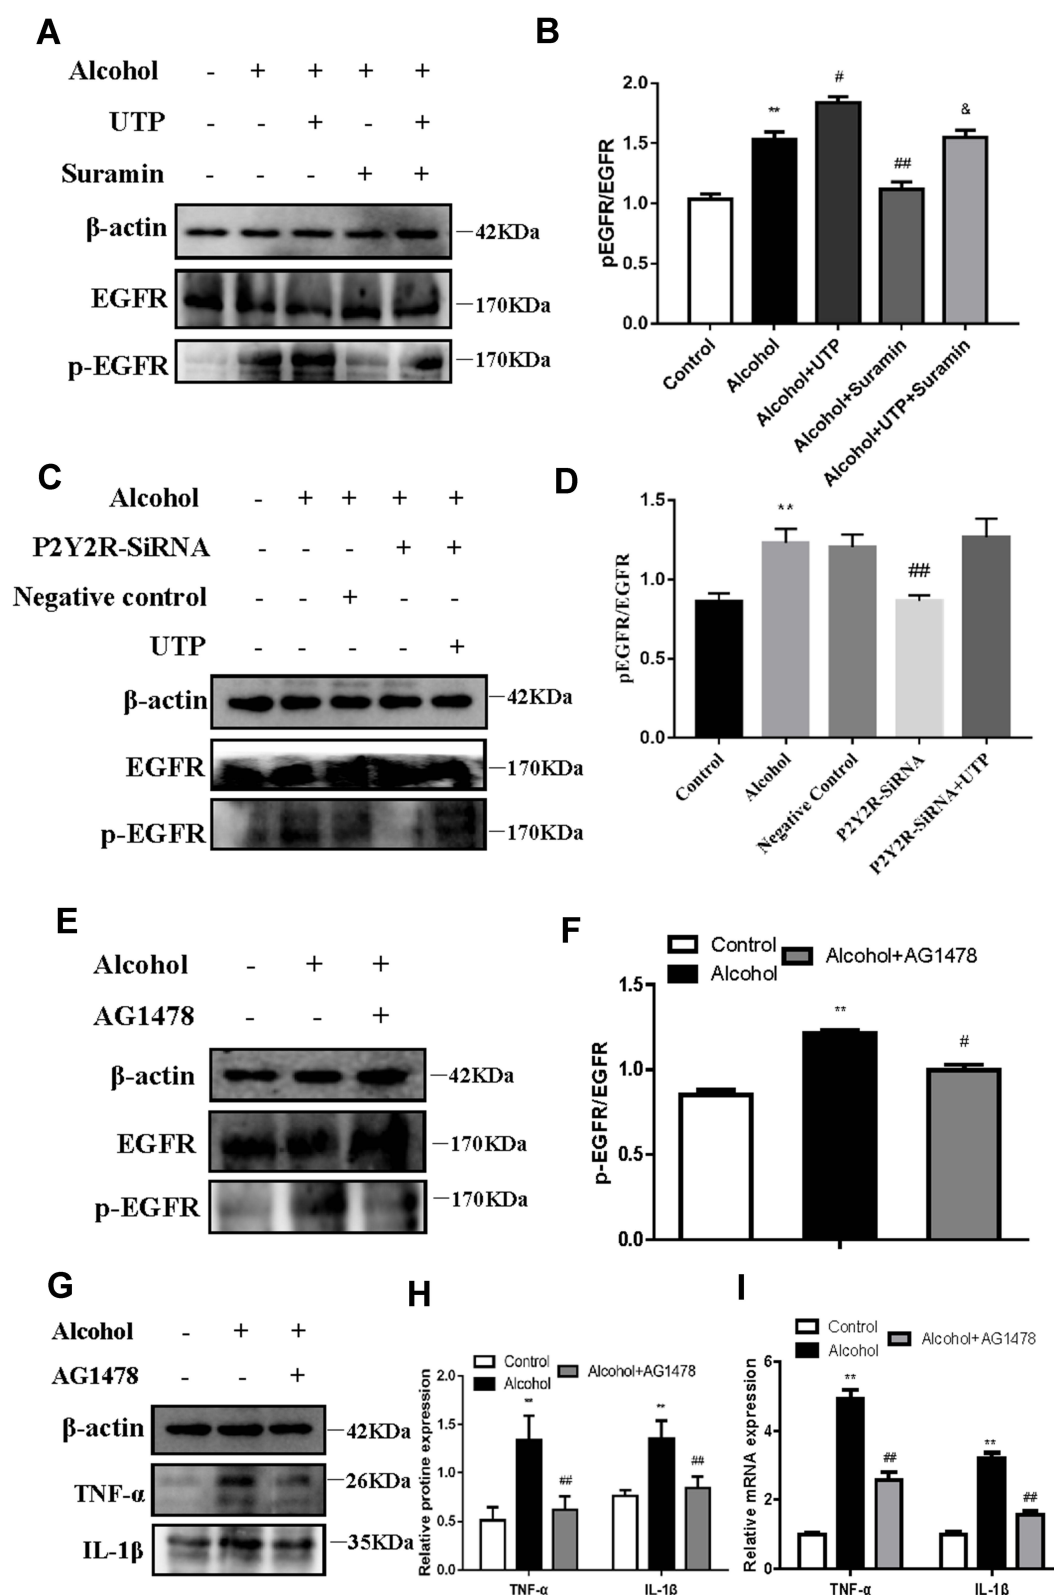 A
Alcohol - + + + +
UTP - - + - +
Suramin - - - + +
β-actin 42KDa
EGFR 170KDa
p-EGFR 170KDa
B
pEGFR/EGFR
2.0
1.5
1.0
0.5
0.0
** # ## &
Control Alcohol Alcohol+UTP Alcohol+Suramin Alcohol+UTP+Suramin
C
Alcohol - + + + +
P2Y2R-SiRNA - - - + +
Negative control - - + - -
UTP - - - - +
β-actin 42KDa
EGFR 170KDa
p-EGFR 170KDa
D
pEGFR/EGFR
1.5
1.0
0.5
0.0
** ##
Control Alcohol Negative Control P2Y2R-SiRNA P2Y2R-SiRNA+UTP
E
Alcohol - + +
AG1478 - - +
β-actin 42KDa
EGFR 170KDa
p-EGFR 170KDa
F
Control
Alcohol
Alcohol+AG1478
p-EGFR/EGFR
1.5
1.0
0.5
0.0
** #
G
Alcohol - + +
AG1478 - - +
β-actin 42KDa
TNF-α 26KDa
IL-1β 35KDa
H
Control
Alcohol
Alcohol+AG1478
Relative protine expression
2.0
1.5
1.0
0.5
0.0
** ## ** ##
TNF-α IL-1ß
I
Control
Alcohol
Alcohol+AG1478
Relative mRNA expression
6
4
2
0
** ## ** ##
TNF-α IL-1ß